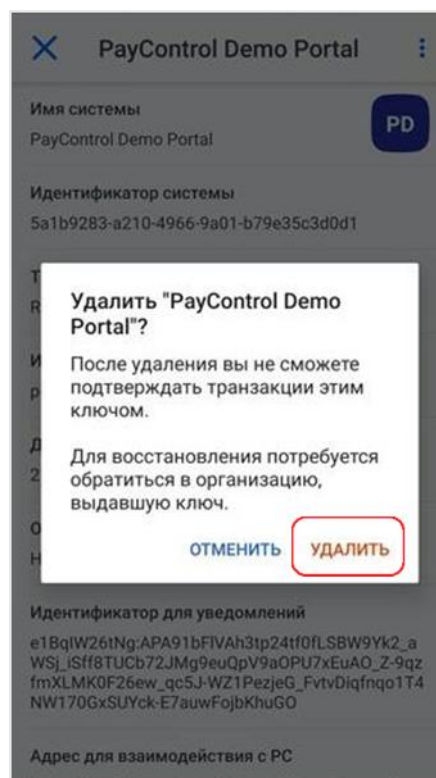 PayControl Demo Portal
Имя системы
PayControl Demo Portal
PD
Идентификатор системы
5a1b9283-a210-4966-9a01-b79e35c3d0d1
Удалить "PayControl Demo
Portal"?
После удаления вы не сможете
подтверждать транзакции этим
ключом.
Для восстановления потребуется
обратиться в организацию,
выдавшую ключ.
ОТМЕНИТЬ УДАЛИТЬ
Идентификатор для уведомлений
e1BqIW26tNg:APA91bFlVAh3tp24tf0fLSBW9Yk2_a
WSj_iSff8TUCb72JMg9euQpV9aOPU7xEuAO_Z-9qz
fmXLMK0F26ew_qc5J-WZ1PezjeG_FvtvDiqfnqo1T4
NW170GxSUYck-E7auwFojbKhuGO
Адрес для взаимодействия с PC